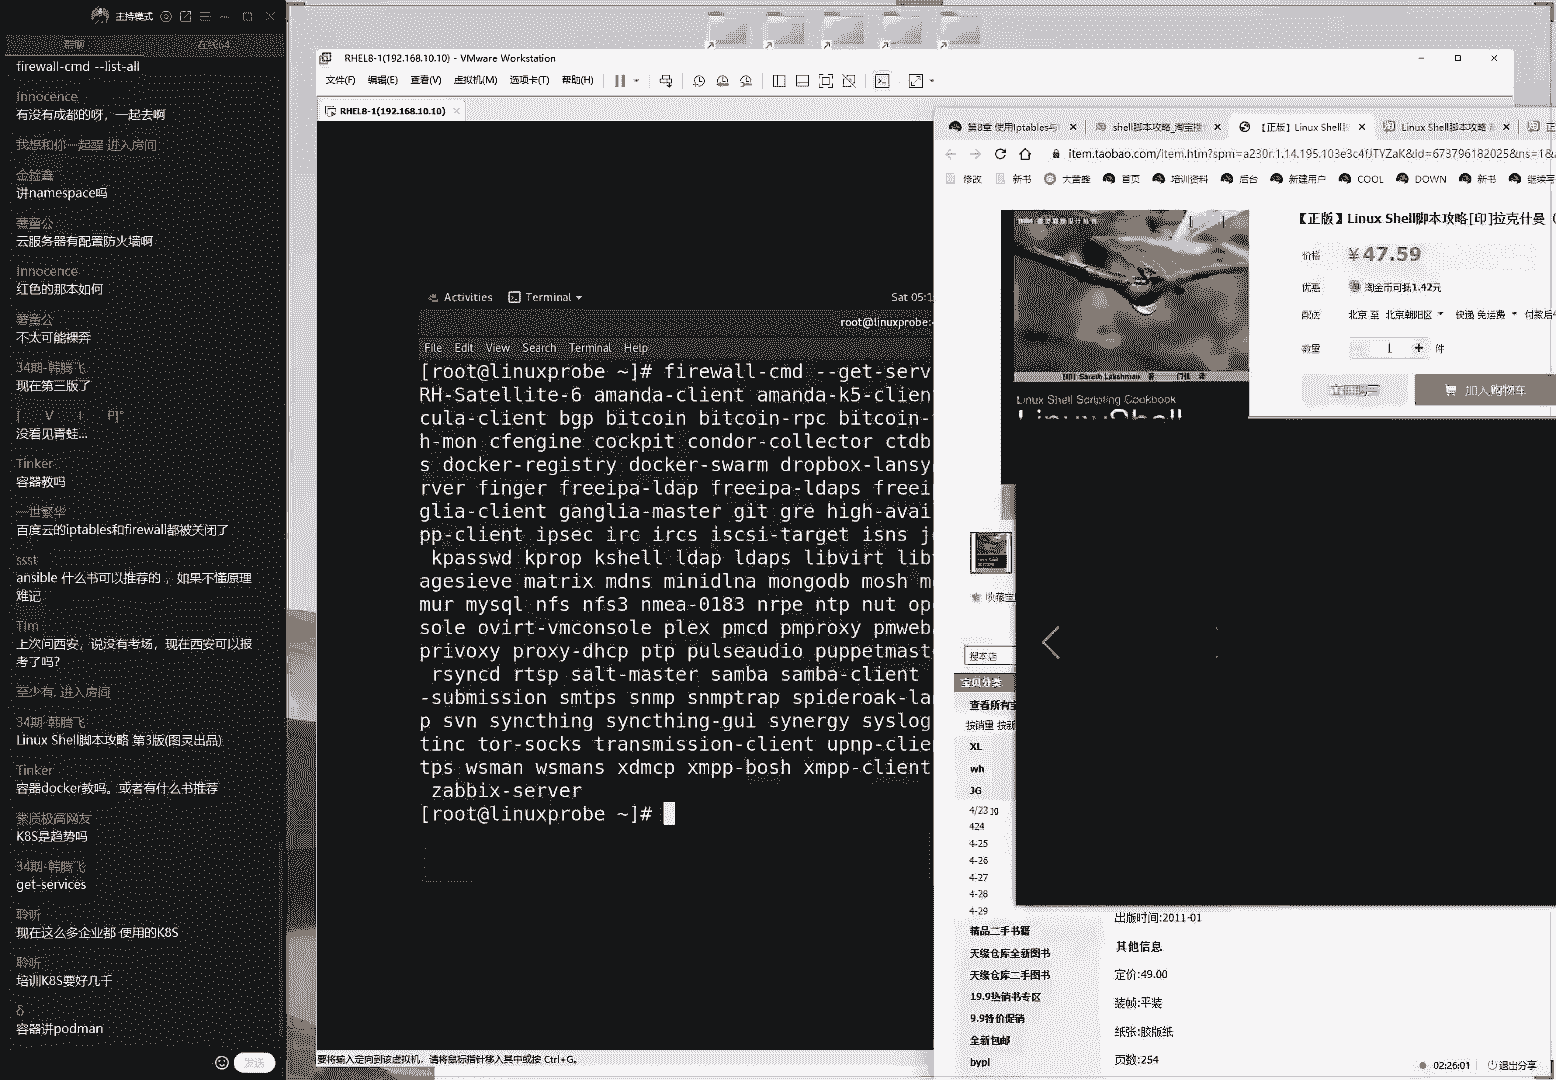 主持模式
群聊
在线64
firewall-cmd --list-all
Innocence
有没有成都的呀，一起去啊
我想和你一起醒 进入房间
讲namespace吗
云服务器有配置防火墙啊
Innocence
红色的那本如何
不太可能裸奔
34期-韩腾飞
现在第三版了
没看见青蛙...
Tinker
容器教吗
一世繁华
百度云的iptables和firewall都被关闭了
ssst
ansible 什么书可以推荐的， 如果不懂原理
难记
Tim
上次问西安，说没有考场，现在西安可以报
考了吗？
至少有, 进入房间
34期-韩腾飞
Linux Shell脚本攻略 第3版(图灵出品)
Tinker
容器docker教吗。或者有什么书推荐
素质极高网友
K8S是趋势吗
34期-韩腾飞
get-services
聆听
现在这么多企业都 使用的K8S
聆听
培训K8S要好几千
δ
容器讲podman
发送
RHEL8-1(192.168.10.10) - VMware Workstation
文件(F) 编辑(E) 查看(V) 虚拟机(M) 选项卡(T) 帮助(H)
RHEL8-1(192.168.10.10)
Activities Terminal Sat 05:1
root@linuxprobe:
File Edit View Search Terminal Help
[root@linuxprobe ~]# firewall-cmd --get-serv
RH-Satellite-6 amanda-client amanda-k5-clien
cula-client bgp bitcoin bitcoin-rpc bitcoin-
h-mon cfengine cockpit condor-collector ctdb
s docker-registry docker-swarm dropbox-lansy
rver finger freeipa-ldap freeipa-ldaps freei
glia-client ganglia-master git gre high-avai
pp-client ipsec irc ircs iscsi-target isns j
kpasswd kprop kshell ldap ldaps libvirt lib
agesieve matrix mdns minidlna mongodb mosh m
mur mysql nfs nfs3 nmea-0183 nrpe ntp nut op
sole ovirt-vmconsole plex pmcd pmproxy pmweb
privoxy proxy-dhcp ptp pulseaudio puppetmast
rsyncd rtsp salt-master samba samba-client
-submission smtps snmp snmptrap spideroak-la
p svn syncthing syncthing-gui synergy syslog
tinc tor-socks transmission-client upnp-clie
tps wsman wsmans xdmcp xmpp-bosh xmpp-client
zabbix-server
[root@linuxprobe ~]#
要将输入定向到该虚拟机，请将鼠标指针移入其中或按 Ctrl+G。
第8章 使用Iptables与
shell脚本攻略_淘宝搜
【正版】Linux Shell脚
Linux Shell脚本攻略
正
item.taobao.com/item.htm?spm=a230r.1.14.195.103e3c4fJTYZaK&id=673796182025&ns=1&
修改 新书 大黄蜂 首页 培训资料 后台 新建用户 COOL DOWN 新书 继续写
【正版】Linux Shell脚本攻略[印]拉克什曼
价格 ¥47.59
优惠 淘金币可抵1.42元
配送 北京 至 北京朝阳区 快递 免运费 付款后4
数量 1 件
立即购买 加入购物车
[印] Sarath Lakshman 著
Linux Shell Scripting Cookbook
Linux Shell
收藏宝
搜本店
宝贝分类
查看所有宝
按销量 按新
XL
wh
JG
4/23 jg
424
4-25
4-26
4-27
4-28
4-29
精品二手书籍
天缘仓库全新图书
天缘仓库二手图书
19.9热销书专区
9.9特价促销
全新包邮
bypl
出版时间:2011-01
其他信息
定价:49.00
装帧:平装
纸张:胶版纸
页数:254
02:26:01
退出分享